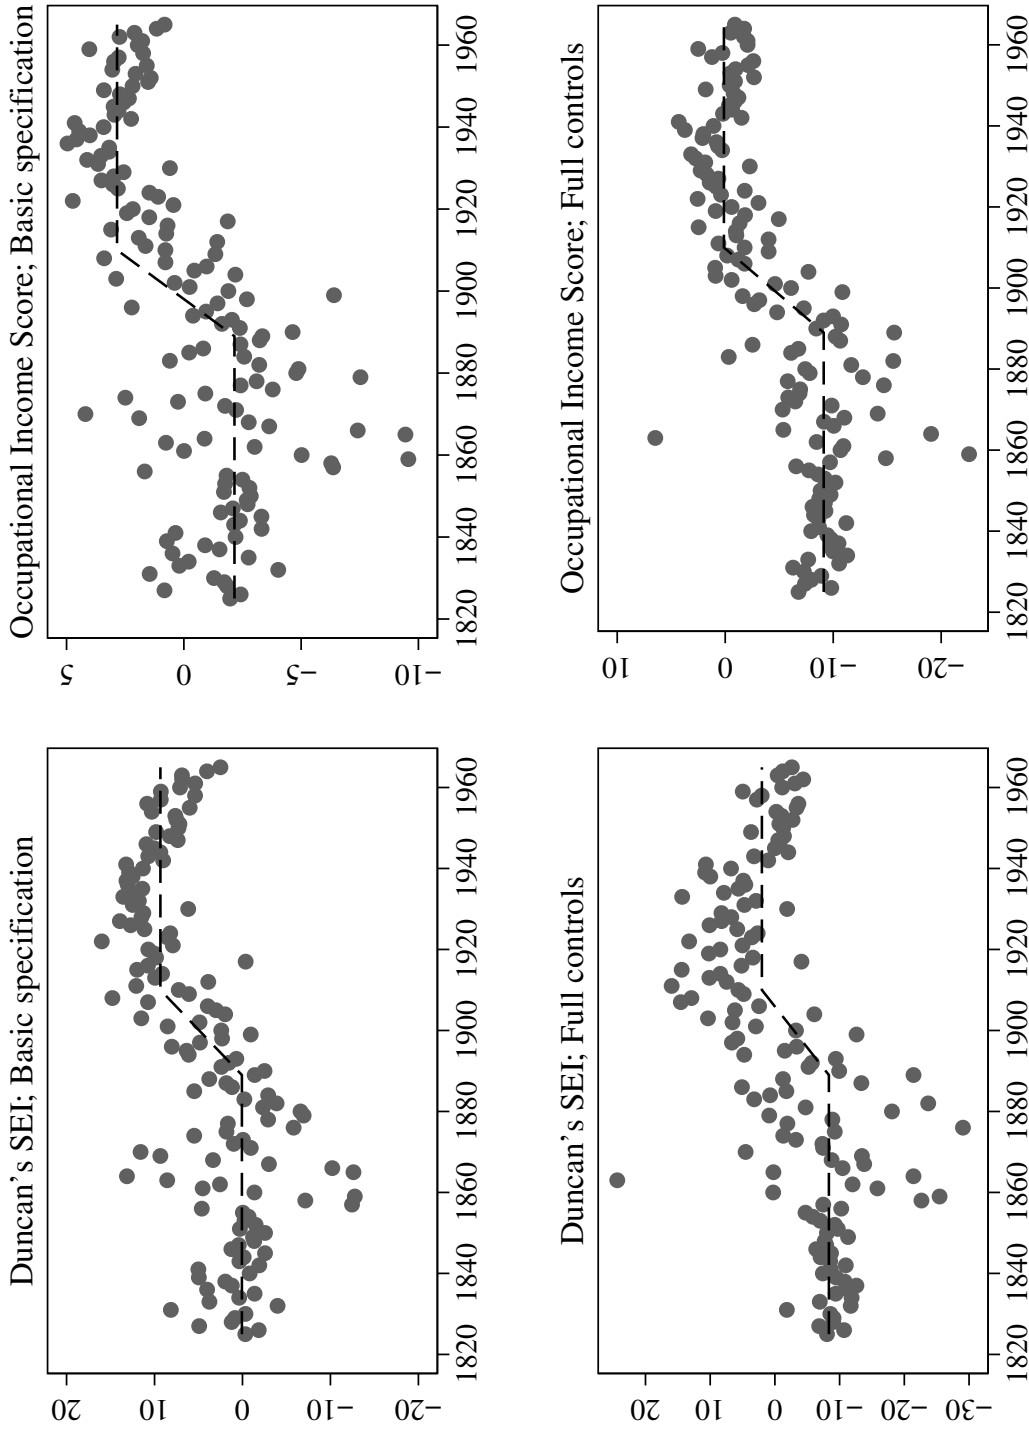 Duncan's SEI; Basic specification
20
10
0
−10
−20
1820 1840 1860 1880 1900 1920 1940 1960
Occupational Income Score; Basic specification
5
0
−5
−10
1820 1840 1860 1880 1900 1920 1940 1960
Duncan's SEI; Full controls
20
10
0
−10
−20
−30
1820 1840 1860 1880 1900 1920 1940 1960
Occupational Income Score; Full controls
10
0
−10
−20
1820 1840 1860 1880 1900 1920 1940 1960